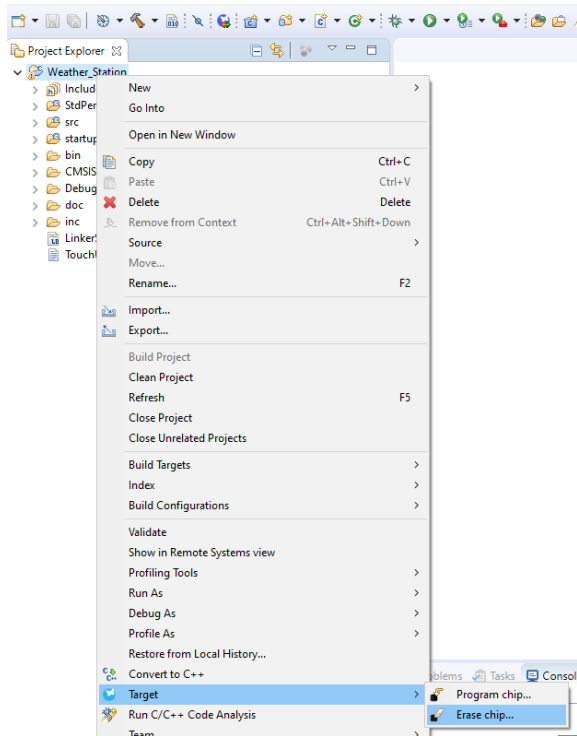 Project Explorer
Weather_Station
Includ
StdPer
src
startup
bin
CMSIS
Debug
doc
inc
Linker
Touch
New
Go Into
Open in New Window
Copy Ctrl+C
Paste Ctrl+V
Delete Delete
Remove from Context Ctrl+Alt+Shift+Down
Source
Move...
Rename... F2
Import...
Export...
Build Project
Clean Project
Refresh F5
Close Project
Close Unrelated Projects
Build Targets
Index
Build Configurations
Validate
Show in Remote Systems view
Profiling Tools
Run As
Debug As
Profile As
Restore from Local History...
Convert to C++
Target
Run C/C++ Code Analysis
Team
oblems Tasks Consol
Program chip...
Erase chip...